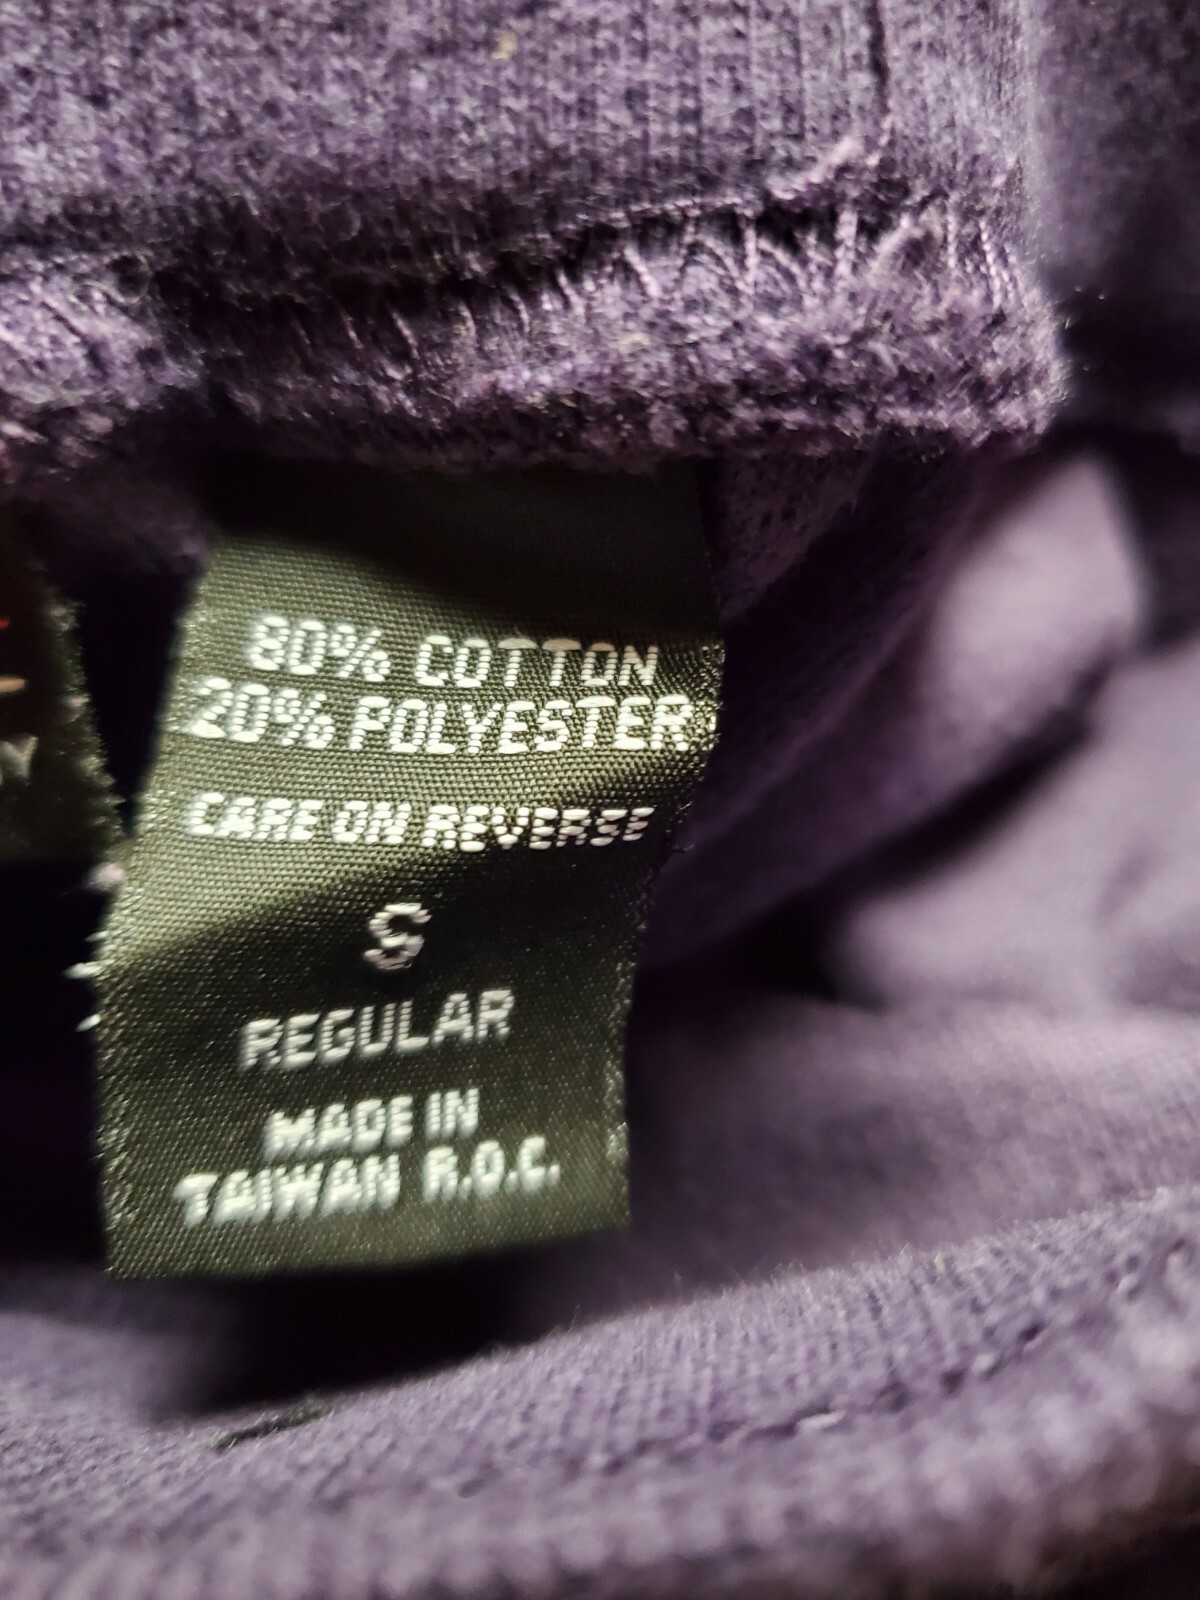 80% COTTON
20% POLYESTER
CARE ON REVERSE
S
REGULAR
MADE IN
TAIWAN R.O.C.